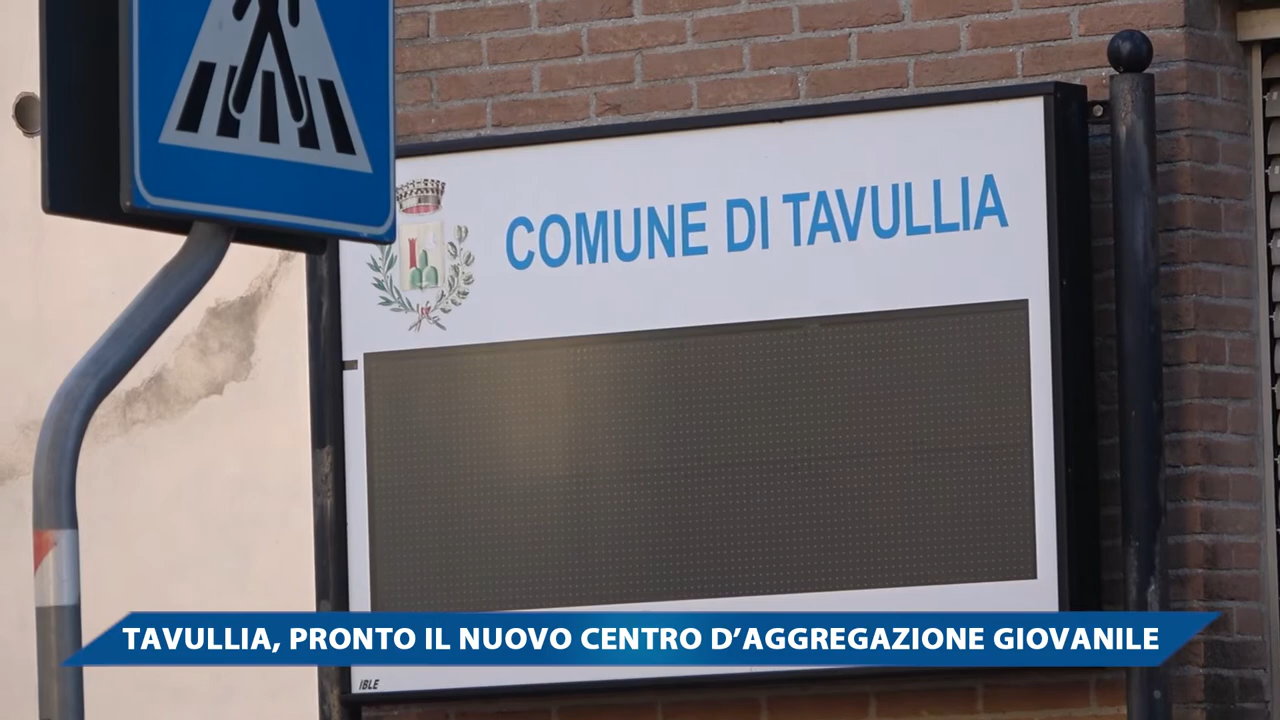 COMUNE DI TAVULLIA
TAVULLIA, PRONTO IL NUOVO CENTRO D’AGGREGAZIONE GIOVANILE
IBLE